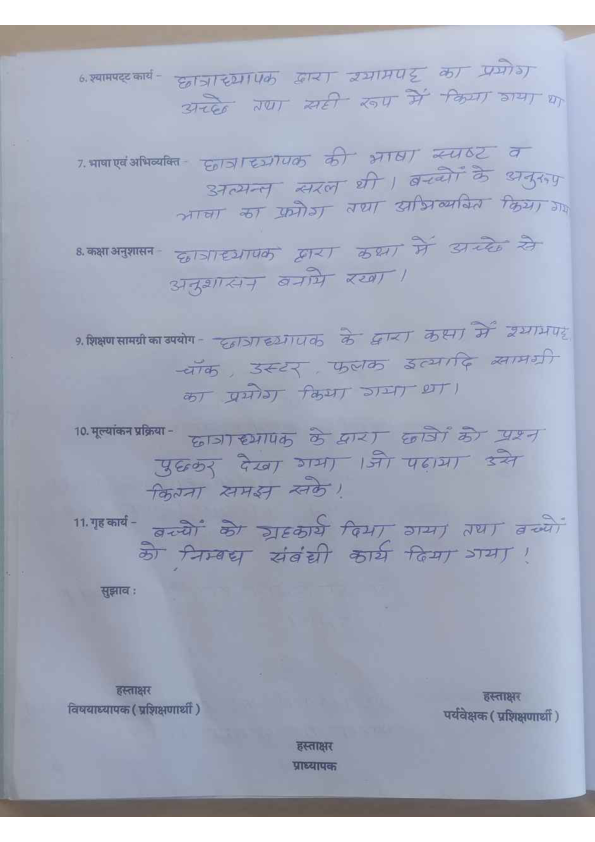 6. श्यामपट्ट कार्य - छात्राध्यापक द्वारा श्यामपट्ट का प्रयोग
अच्छे तथा सही रूप में किया गया था
7. भाषा एवं अभिव्यक्ति - छात्राध्यापक की भाषा स्पष्ट व
अत्यन्त सरल थी । बच्चों के अनुरूप
भाषा का प्रयोग तथा अभिव्यक्ति किया गया
8. कक्षा अनुशासन - छात्राध्यापक द्वारा कक्षा में अच्छे से
अनुशासन बनाये रखा ।
9. शिक्षण सामग्री का उपयोग - छात्राध्यापक के द्वारा कक्षा में श्यामपट्ट,
चॉक, डस्टर, फलक इत्यादि सामग्री
का प्रयोग किया गया था।
10. मूल्यांकन प्रक्रिया - छात्राध्यापक के द्वारा छात्रों को प्रश्न
पुछकर देखा गया ।जो पढ़ाया उसे
कितना समझ सके।
11. गृह कार्य - बच्चों को ग्रहकार्य दिया गया तथा बच्चों
को निम्बध संबंधी कार्य दिया गया ।
सुझाव :
हस्ताक्षर
विषयाध्यापक ( प्रशिक्षणार्थी )
हस्ताक्षर
पर्यवेक्षक ( प्रशिक्षणार्थी )
हस्ताक्षर
प्राध्यापक